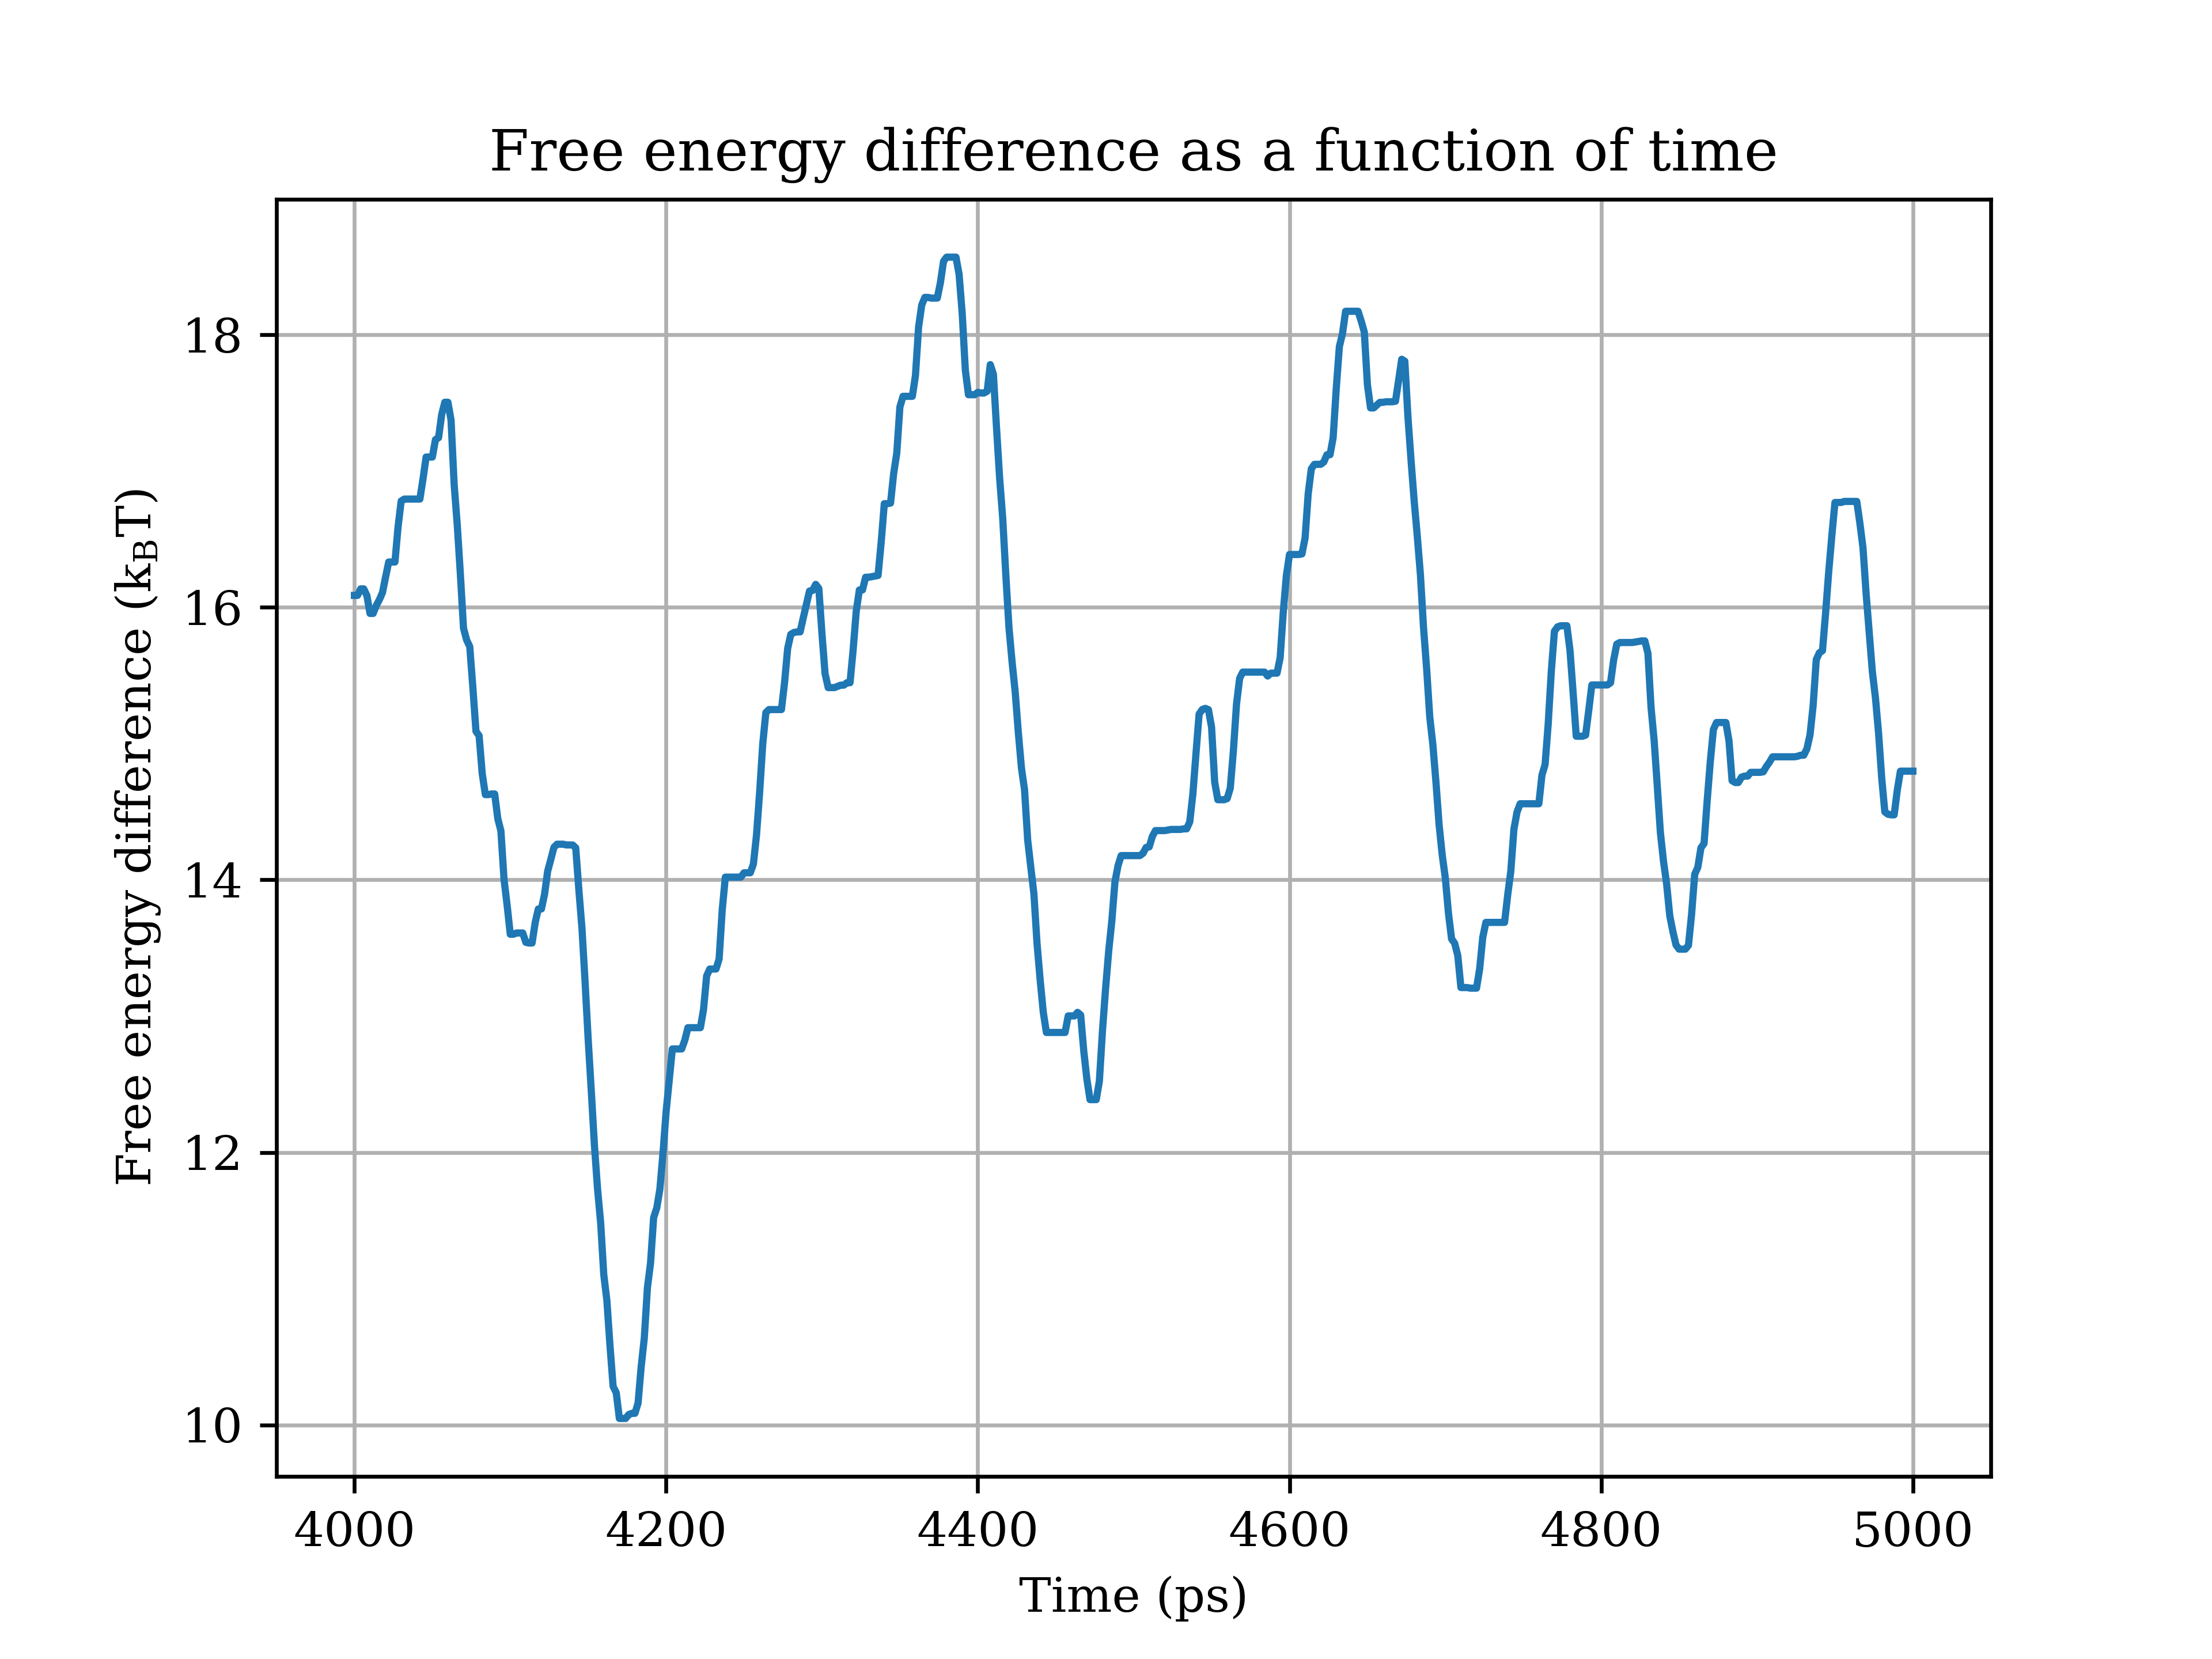 Free energy difference as a function of time
Free energy difference (kBT)
18
16
14
12
10
4000 4200 4400 4600 4800 5000
Time (ps)